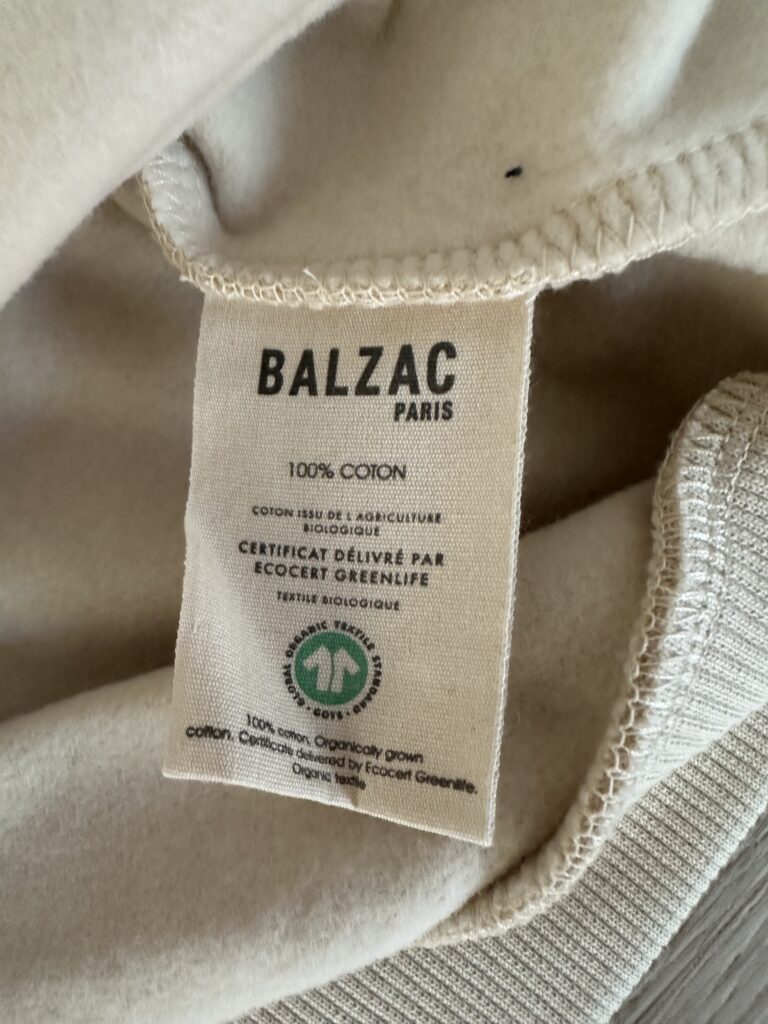 BALZAC
PARIS
100% COTON
COTON ISSU DE L AGRICULTURE
BIOLOGIQUE
CERTIFICAT DÉLIVRÉ PAR
ECOCERT GREENLIFE
TEXTILE BIOLOGIQUE
GLOBAL ORGANIC TEXTILE STANDARD
· GOTS ·
100% cotton, Organically grown
cotton. Certificate delivered by Ecocert Greenlife.
Organic textile